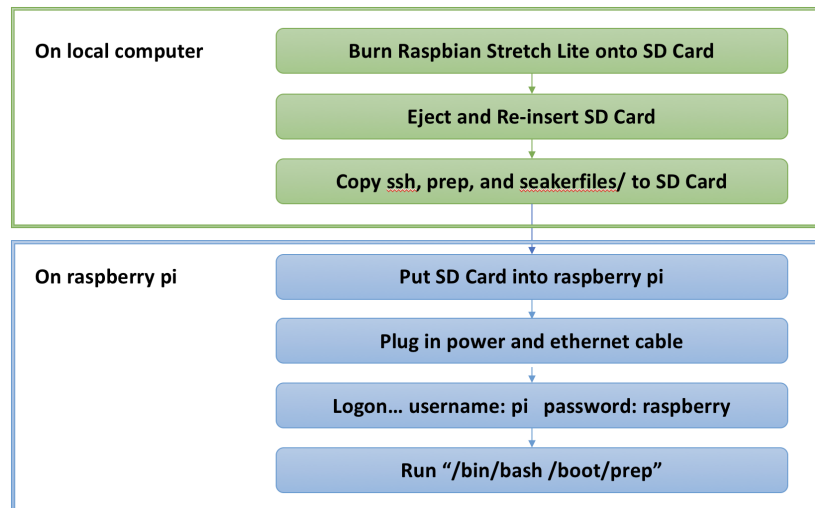 On local computer
Burn Raspbian Stretch Lite onto SD Card
Eject and Re-insert SD Card
Copy ssh, prep, and seakerfiles/ to SD Card
On raspberry pi
Put SD Card into raspberry pi
Plug in power and ethernet cable
Logon… username: pi   password: raspberry
Run “/bin/bash /boot/prep”